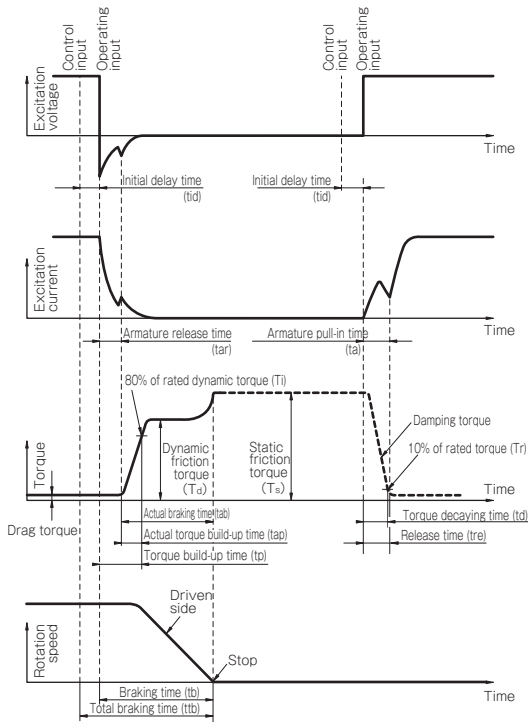 Control
input
Operating
input
Control
input
Operating
input
Excitation
voltage
Time
Initial delay time
(tid)
Initial delay time
(tid)
Excitation
current
Time
Armature release time
(tar)
Armature pull-in time
(ta)
80% of rated dynamic torque (Ti)
Damping torque
10% of rated torque (Tr)
Torque
Dynamic
friction
torque
(Td)
Static
friction
torque
(Ts)
Time
Drag torque
Actual braking time (tab)
Actual torque build-up time (tap)
Torque build-up time (tp)
Torque decaying time (td)
Release time (tre)
Driven
side
Rotation
speed
Stop
Time
Braking time (tb)
Total braking time (ttb)